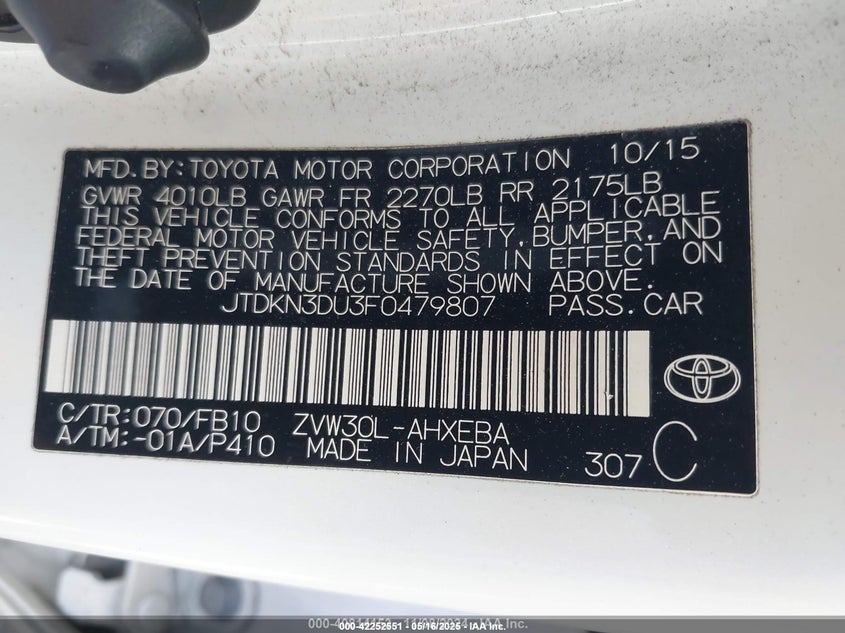 MFD.BY:TOYOTA MOTOR CORPORATION 10/15
GVWR 4010LB GAWR FR 2270LB RR 2175LB
THIS VEHICLE CONFORMS TO ALL APPLICABLE
FEDERAL MOTOR VEHICLE SAFETY,BUMPER,AND
THEFT PREVENTION STANDARDS IN EFFECT ON
THE DATE OF MANUFACTURE SHOWN ABOVE.
JTDKN3DU3F0479807 PASS.CAR
C/TR:070/FB10 ZVW30L-AHXEBA
A/TM:-01A/P410 MADE IN JAPAN 307 C
42252651 05/16/2025 - IAA Inc.